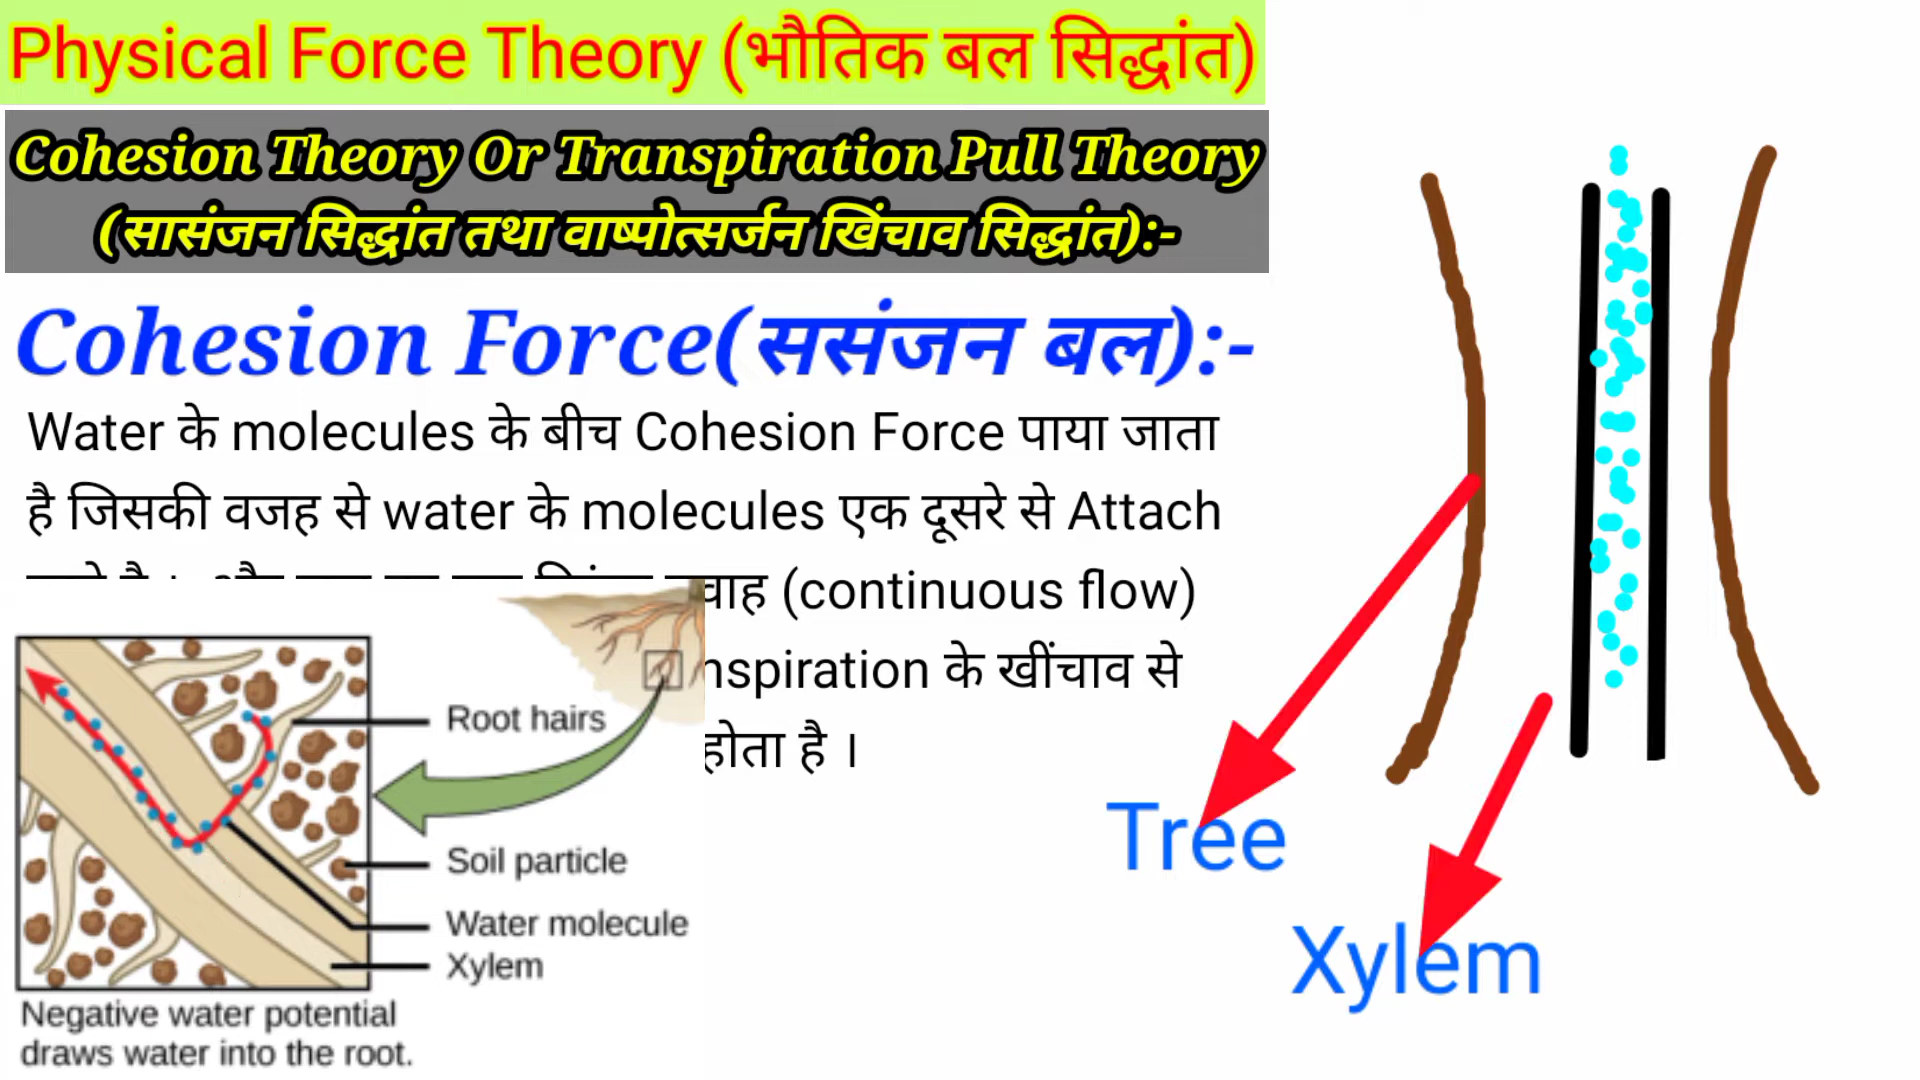 Physical Force Theory (भौतिक बल सिद्धांत)
Cohesion Theory Or Transpiration Pull Theory
(सासंजन सिद्धांत तथा वाष्पोत्सर्जन खिंचाव सिद्धांत):-
Cohesion Force(ससंजन बल):-
Water के molecules के बीच Cohesion Force पाया जाता
है जिसकी वजह से water के molecules एक दूसरे से Attach
(continuous flow)
के खींचाव से
होता है ।
Root hairs
Soil particle
Water molecule
Xylem
Negative water potential
draws water into the root.
Tree
Xylem